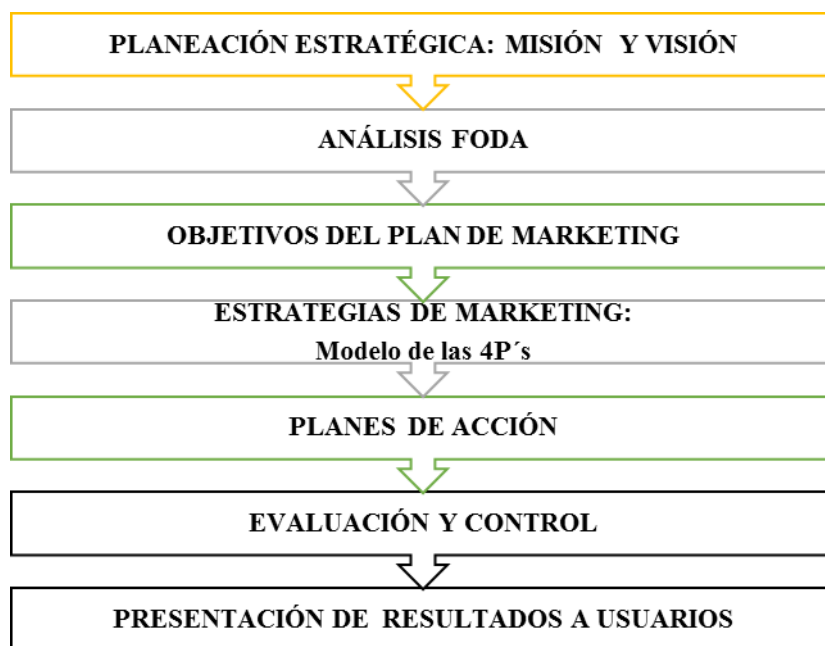 PLANEACIÓN ESTRATÉGICA: MISIÓN Y VISIÓN
ANÁLISIS FODA
OBJETIVOS DEL PLAN DE MARKETING
ESTRATEGIAS DE MARKETING:
Modelo de las 4P´s
PLANES DE ACCIÓN
EVALUACIÓN Y CONTROL
PRESENTACIÓN DE RESULTADOS A USUARIOS